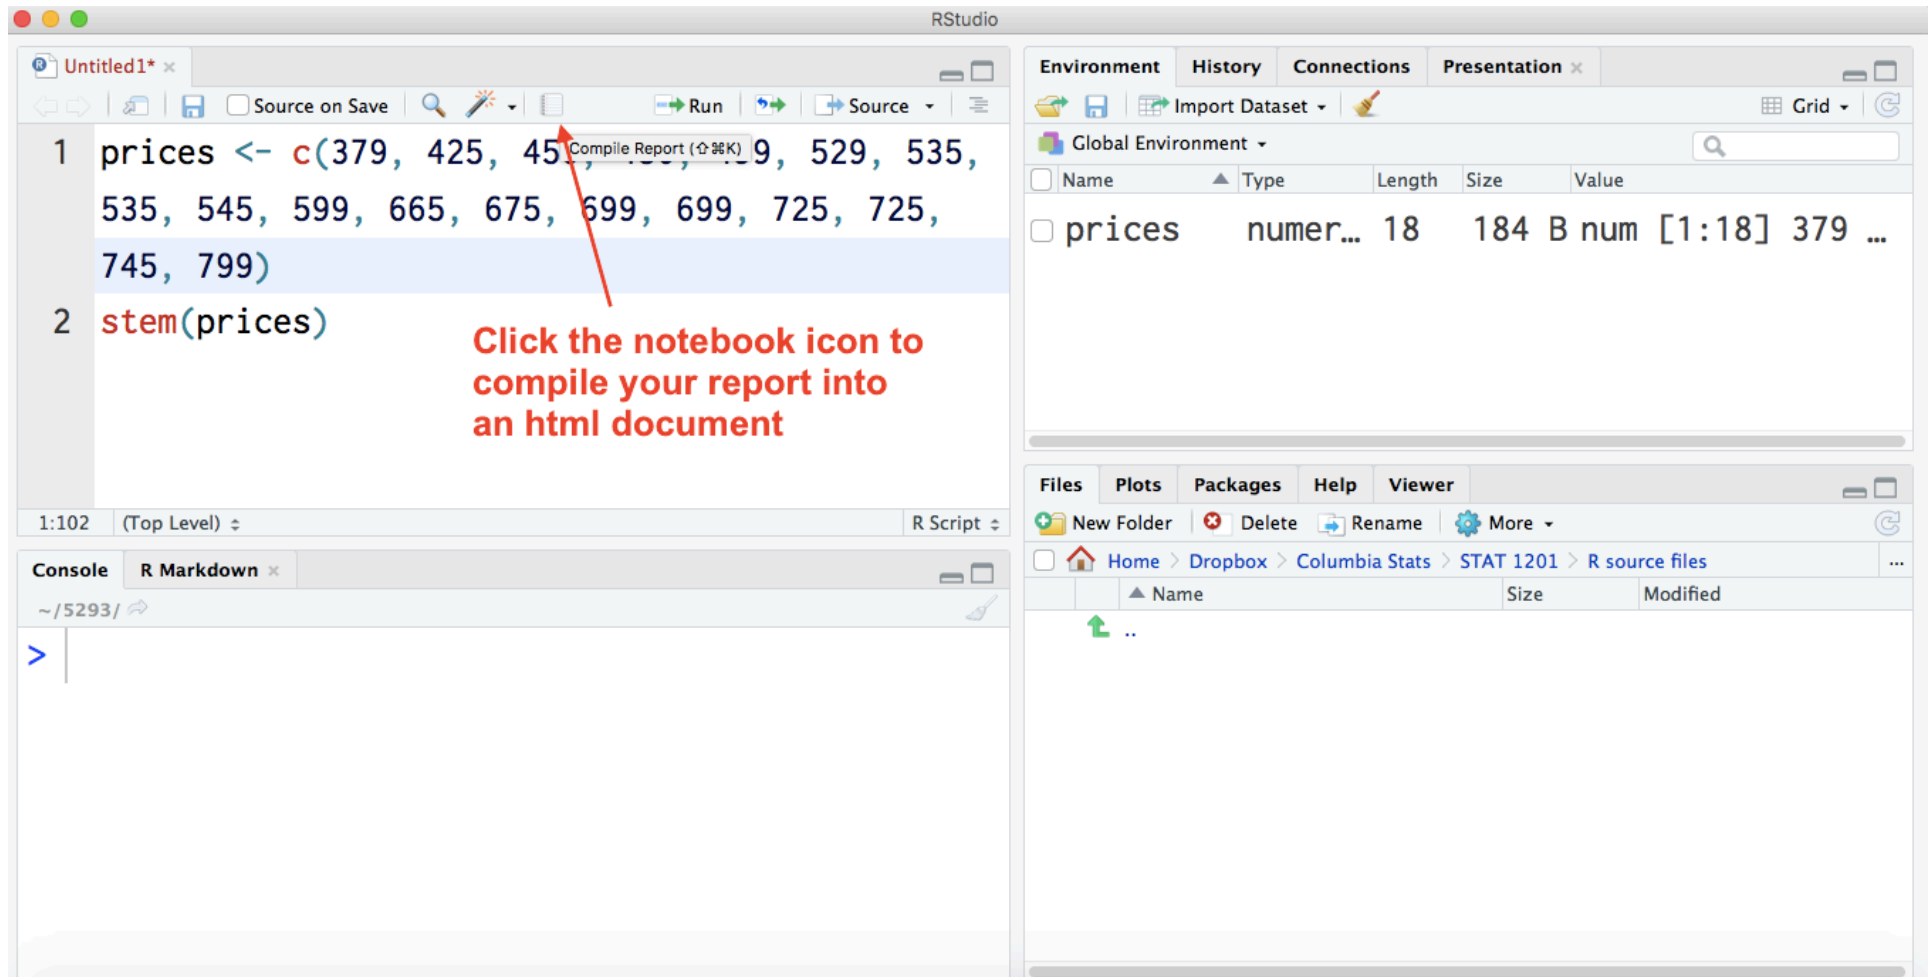 RStudio
Untitled1*
Source on Save
Run
Source
1 prices <- c(379, 425, 45 9, 529, 535,
Compile Report (⇧⌘K)
535, 545, 599, 665, 675, 699, 699, 725, 725,
745, 799)
2 stem(prices)
Click the notebook icon to
compile your report into
an html document
1:102 (Top Level) R Script
Console R Markdown
~/5293/
>
Environment History Connections Presentation
Import Dataset Grid
Global Environment
Name Type Length Size Value
prices numer… 18 184 B num [1:18] 379 …
Files Plots Packages Help Viewer
New Folder Delete Rename More
Home > Dropbox > Columbia Stats > STAT 1201 > R source files ...
Name Size Modified
..